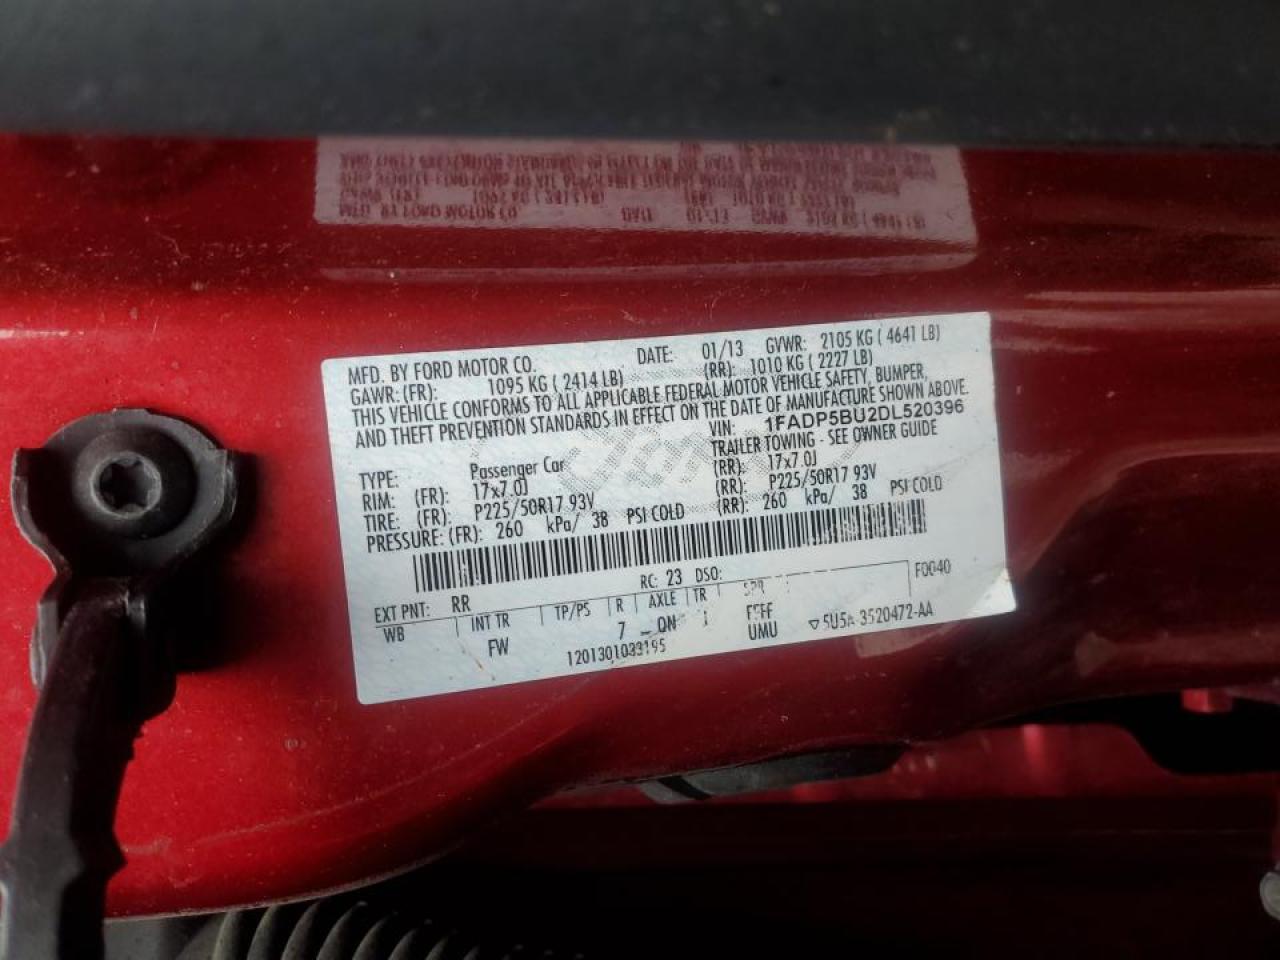 MFD. BY FORD MOTOR CO. DATE: 01/13 GVWR: 2105 KG ( 4641 LB)
GAWR: (FR): 1095 KG ( 2414 LB) (RR): 1010 KG ( 2227 LB)
THIS VEHICLE CONFORMS TO ALL APPLICABLE FEDERAL MOTOR VEHICLE SAFETY, BUMPER,
AND THEFT PREVENTION STANDARDS IN EFFECT ON THE DATE OF MANUFACTURE SHOWN ABOVE.
VIN: 1FADP5BU2DL520396
TYPE: Passenger Car TRAILER TOWING - SEE OWNER GUIDE
RIM: (FR): 17x7.0J (RR): 17x7.0J
TIRE: (FR): P225/50R17 93V (RR): P225/50R17 93V
PRESSURE: (FR): 260 kPa/ 38 PSI COLD (RR): 260 kPa/ 38 PSI COLD
RC: 23 DSO: F0040
EXT PNT: RR
WB INT TR TP/PS R AXLE TR SPR
FW 7 ON UMU ▽5U5A-3520472-AA